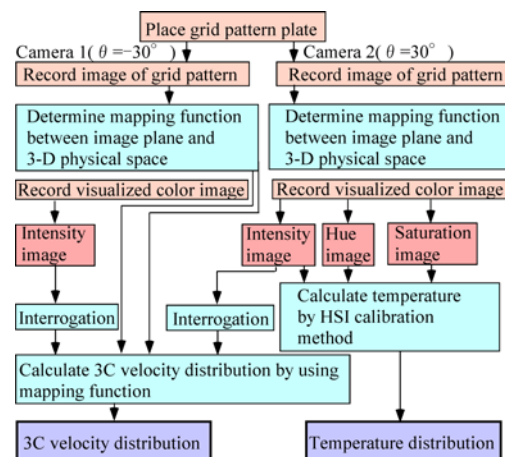 Place grid pattern plate
Camera 1( θ =−30° )
Camera 2( θ =30° )
Record image of grid pattern
Record image of grid pattern
Determine mapping function
between image plane and
3-D physical space
Determine mapping function
between image plane and
3-D physical space
Record visualized color image
Record visualized color image
Intensity
image
Intensity
image
Hue
image
Saturation
image
Interrogation
Interrogation
Calculate temperature
by HSI calibration
method
Calculate 3C velocity distribution by using
mapping function
3C velocity distribution
Temperature distribution